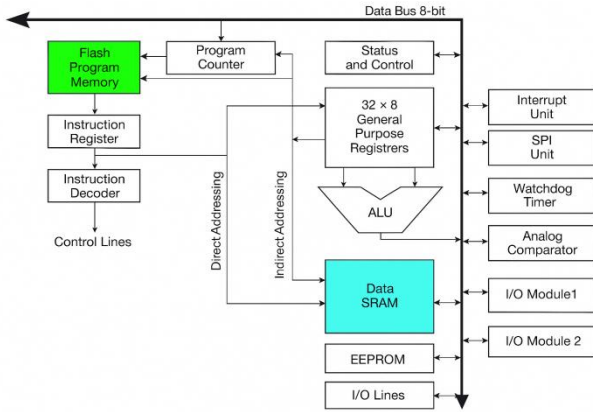 Data Bus 8-bit
Flash
Program
Memory
Program
Counter
Status
and Control
Instruction
Register
32 × 8
General
Purpose
Registrers
Interrupt
Unit
SPI
Unit
Instruction
Decoder
Watchdog
Timer
ALU
Control Lines
Direct Addressing
Indirect Addressing
Analog
Comparator
Data
SRAM
I/O Module1
I/O Module 2
EEPROM
I/O Lines